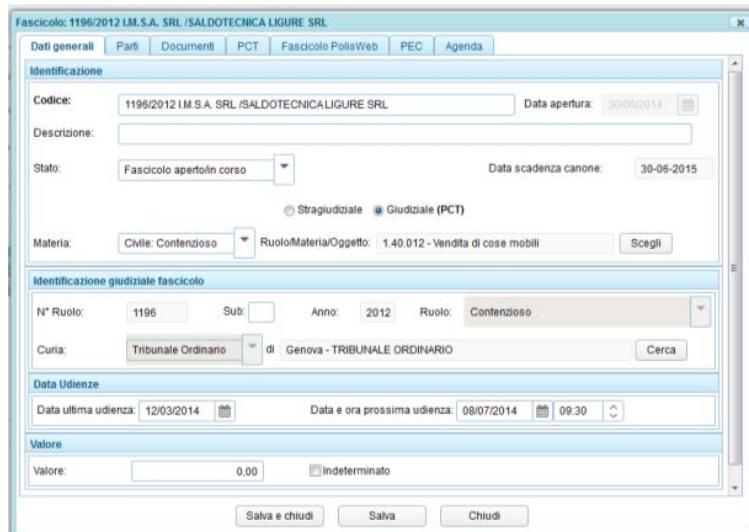 Fascicolo: 1196/2012 I.M.S.A. SRL /SALDOTECNICA LIGURE SRL
Dati generali Parti Documenti PCT Fascicolo PolisWeb PEC Agenda
Identificazione
Codice: 1196/2012 I.M.S.A. SRL /SALDOTECNICA LIGURE SRL Data apertura: 30/06/2014
Descrizione:
Stato: Fascicolo aperto/in corso Data scadenza canone: 30-06-2015
Stragiudiziale Giudiziale (PCT)
Materia: Civile: Contenzioso Ruolo/Materia/Oggetto: 1.40.012 - Vendita di cose mobili Scegli
Identificazione giudiziale fascicolo
N° Ruolo: 1196 Sub: Anno: 2012 Ruolo: Contenzioso
Curia: Tribunale Ordinario di Genova - TRIBUNALE ORDINARIO Cerca
Data Udienze
Data ultima udienza: 12/03/2014 Data e ora prossima udienza: 08/07/2014 09:30
Valore
Valore: 0,00 Indeterminato
Salva e chiudi Salva Chiudi